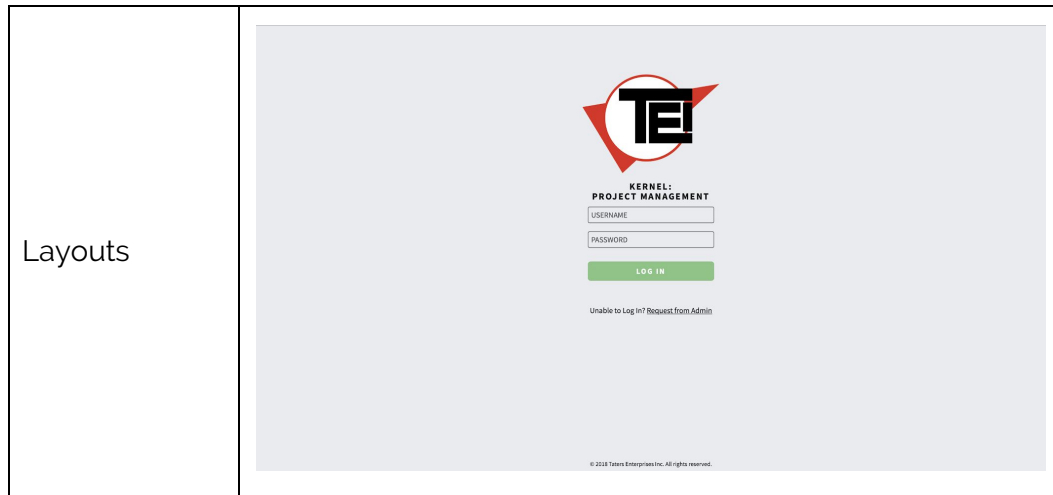 Layouts
TEI
KERNEL:
PROJECT MANAGEMENT
USERNAME
PASSWORD
LOG IN
Unable to Log In? Request from Admin
© 2018 Taters Enterprises Inc. All rights reserved.